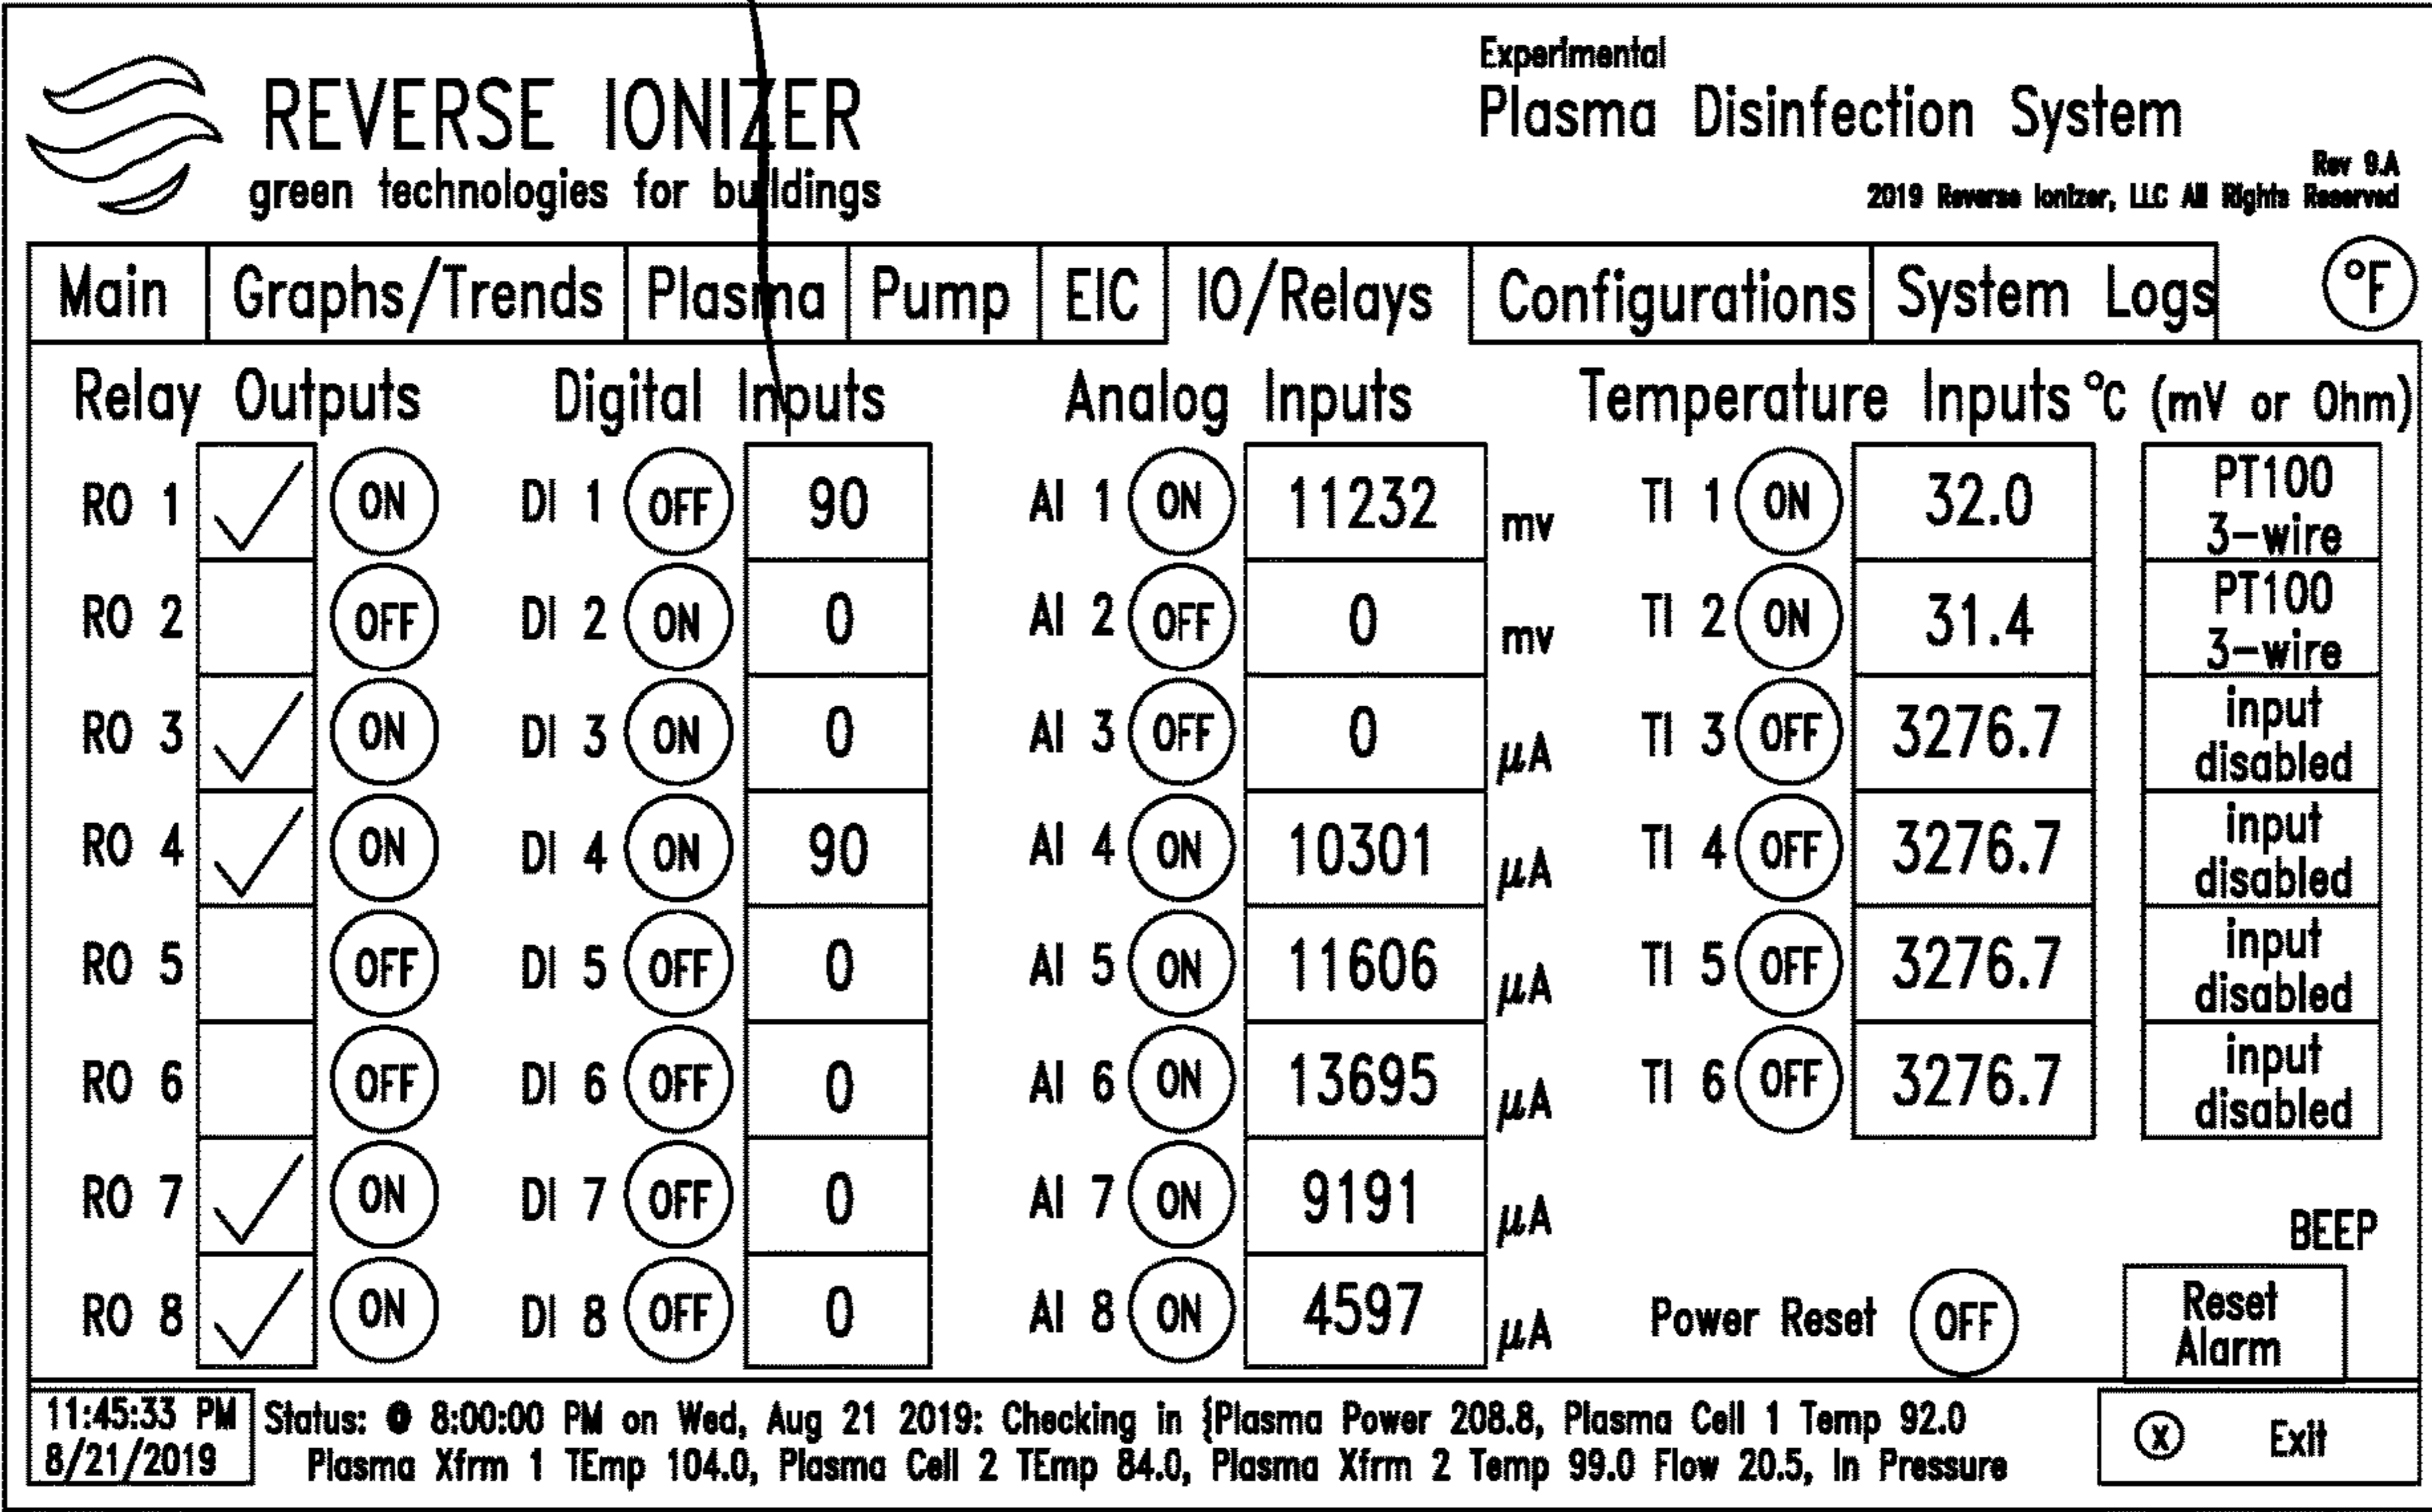 Experimental
REVERSE IONIZER
Plasma Disinfection System
green technologies for buildings
Rev 9.A
2019 Reverse Ionizer, LLC All Rights Reserved
Main Graphs/Trends Plasma Pump EIC IO/Relays Configurations System Logs °F
Relay Outputs Digital Inputs Analog Inputs Temperature Inputs °C (mV or Ohm)
RO 1 ON DI 1 OFF 90 AI 1 ON 11232 mv TI 1 ON 32.0 PT100 3-wire
RO 2 OFF DI 2 ON 0 AI 2 OFF 0 mv TI 2 ON 31.4 PT100 3-wire
RO 3 ON DI 3 ON 0 AI 3 OFF 0 μA TI 3 OFF 3276.7 input disabled
RO 4 ON DI 4 ON 90 AI 4 ON 10301 μA TI 4 OFF 3276.7 input disabled
RO 5 OFF DI 5 OFF 0 AI 5 ON 11606 μA TI 5 OFF 3276.7 input disabled
RO 6 OFF DI 6 OFF 0 AI 6 ON 13695 μA TI 6 OFF 3276.7 input disabled
RO 7 ON DI 7 OFF 0 AI 7 ON 9191 μA
BEEP
RO 8 ON DI 8 OFF 0 AI 8 ON 4597 μA Power Reset OFF Reset Alarm
11:45:33 PM
8/21/2019
Status: @ 8:00:00 PM on Wed, Aug 21 2019: Checking in {Plasma Power 208.8, Plasma Cell 1 Temp 92.0
Plasma Xfrm 1 TEmp 104.0, Plasma Cell 2 TEmp 84.0, Plasma Xfrm 2 Temp 99.0 Flow 20.5, In Pressure
X Exit